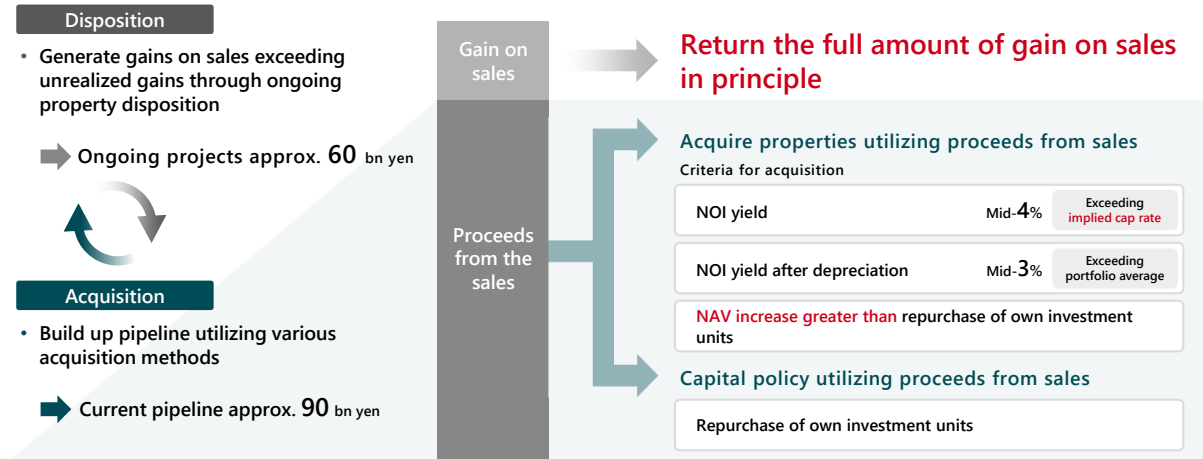 Disposition
• Generate gains on sales exceeding
unrealized gains through ongoing
property disposition
Ongoing projects approx. 60 bn yen
Acquisition
• Build up pipeline utilizing various
acquisition methods
Current pipeline approx. 90 bn yen
Gain on
sales
Return the full amount of gain on sales
in principle
Proceeds
from the
sales
Acquire properties utilizing proceeds from sales
Criteria for acquisition
NOI yield Mid-4% Exceeding
implied cap rate
NOI yield after depreciation Mid-3% Exceeding
portfolio average
NAV increase greater than repurchase of own investment
units
Capital policy utilizing proceeds from sales
Repurchase of own investment units